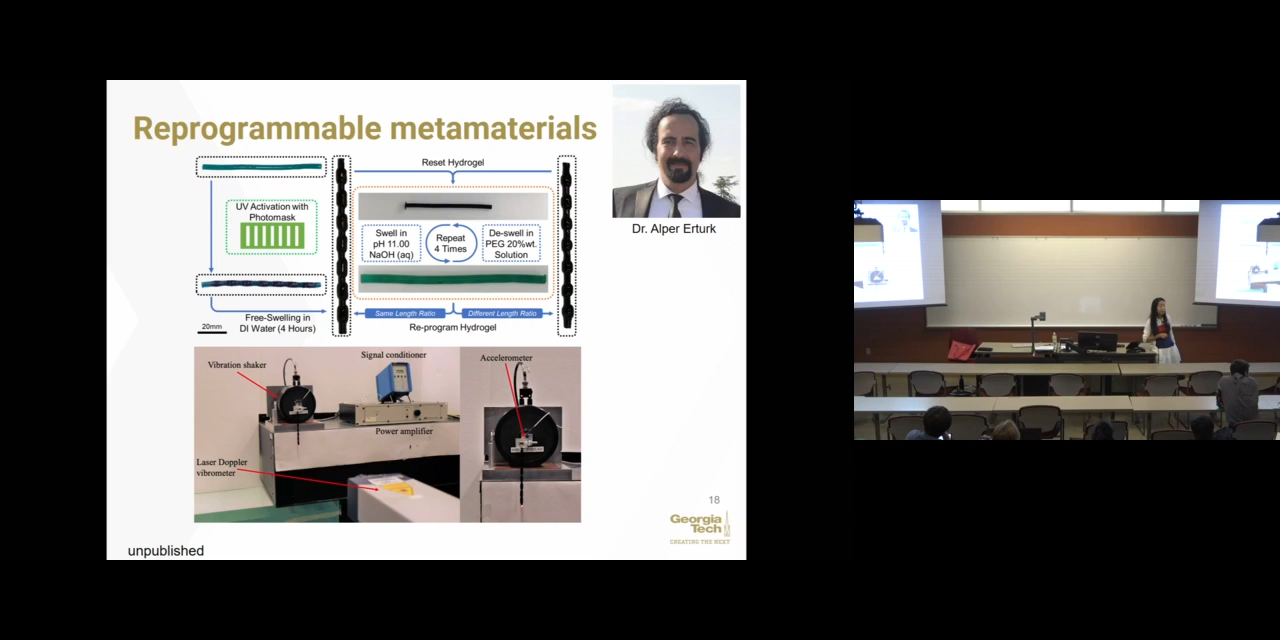 Reprogrammable metamaterials
Dr. Alper Erturk
UV Activation with
Photomask
Free-Swelling in
DI Water (4 Hours)
20mm
Reset Hydrogel
Swell in
pH 11.00
NaOH (aq)
Repeat
4 Times
De-swell in
PEG 20%wt.
Solution
Same Length Ratio
Different Length Ratio
Re-program Hydrogel
Vibration shaker
Signal conditioner
Power amplifier
Laser Doppler
vibrometer
Accelerometer
18
Georgia
Tech
CREATING THE NEXT
unpublished